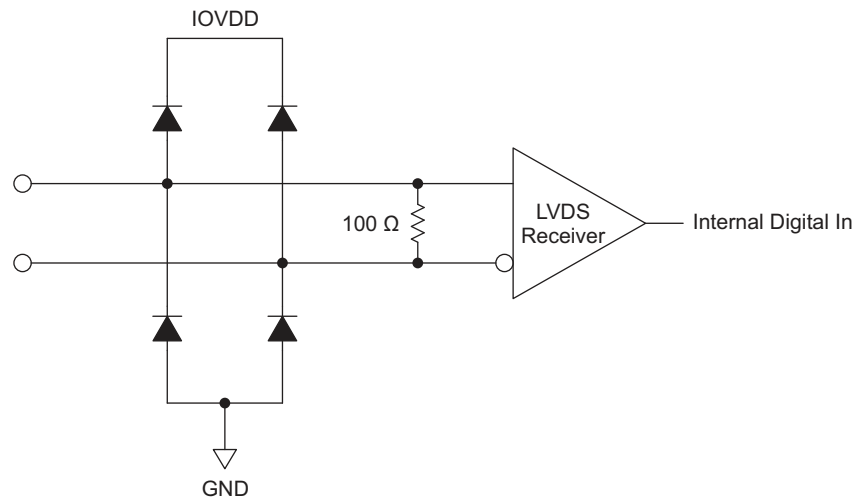 IOVDD
100 Ω
LVDS
Receiver
Internal Digital In
GND